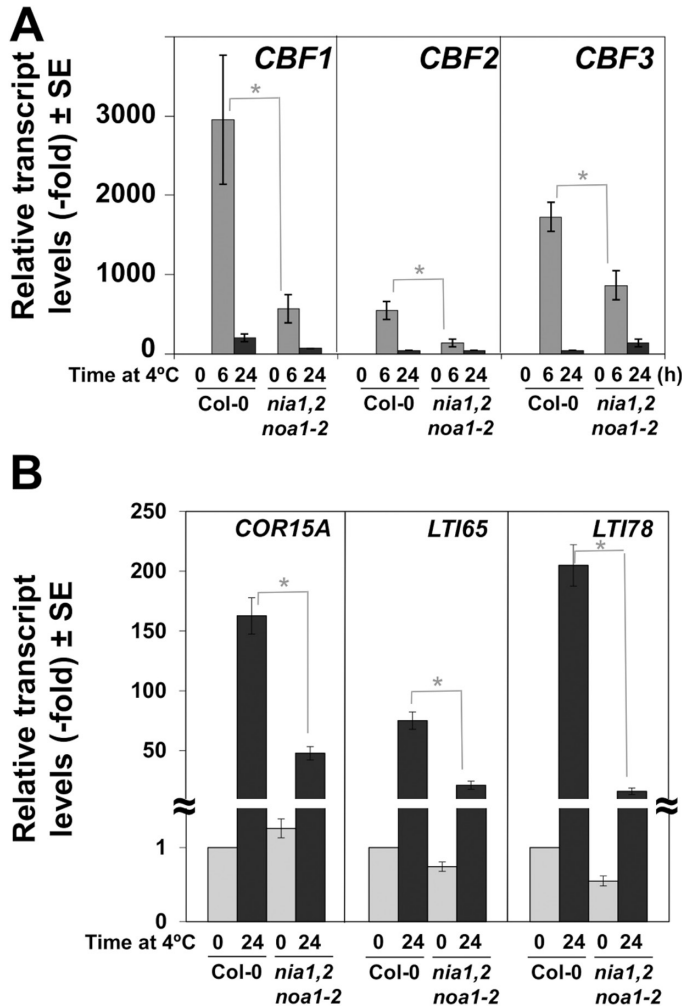 A
CBF1 CBF2 CBF3
Relative transcript
levels (-fold) ± SE
3000
2000
1000
0
*
*
*
Time at 4ºC 0 6 24 0 6 24 0 6 24 0 6 24 0 6 24 0 6 24 (h)
Col-0 nia1,2 Col-0 nia1,2 Col-0 nia1,2
noa1-2 noa1-2 noa1-2
B
COR15A LTI65 LTI78
Relative transcript
levels (-fold) ± SE
250
200
150
100
50
1
0
*
*
*
Time at 4ºC 0 24 0 24 0 24 0 24 0 24 0 24
Col-0 nia1,2 Col-0 nia1,2 Col-0 nia1,2
noa1-2 noa1-2 noa1-2